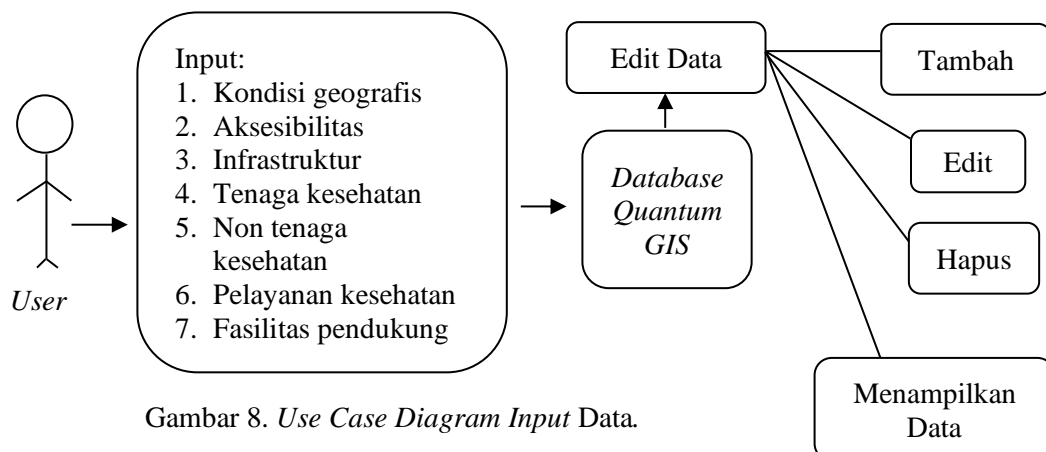 User
Input:
1. Kondisi geografis
2. Aksesibilitas
3. Infrastruktur
4. Tenaga kesehatan
5. Non tenaga
kesehatan
6. Pelayanan kesehatan
7. Fasilitas pendukung
Database
Quantum
GIS
Edit Data
Tambah
Edit
Hapus
Menampilkan
Data
Gambar 8. Use Case Diagram Input Data.